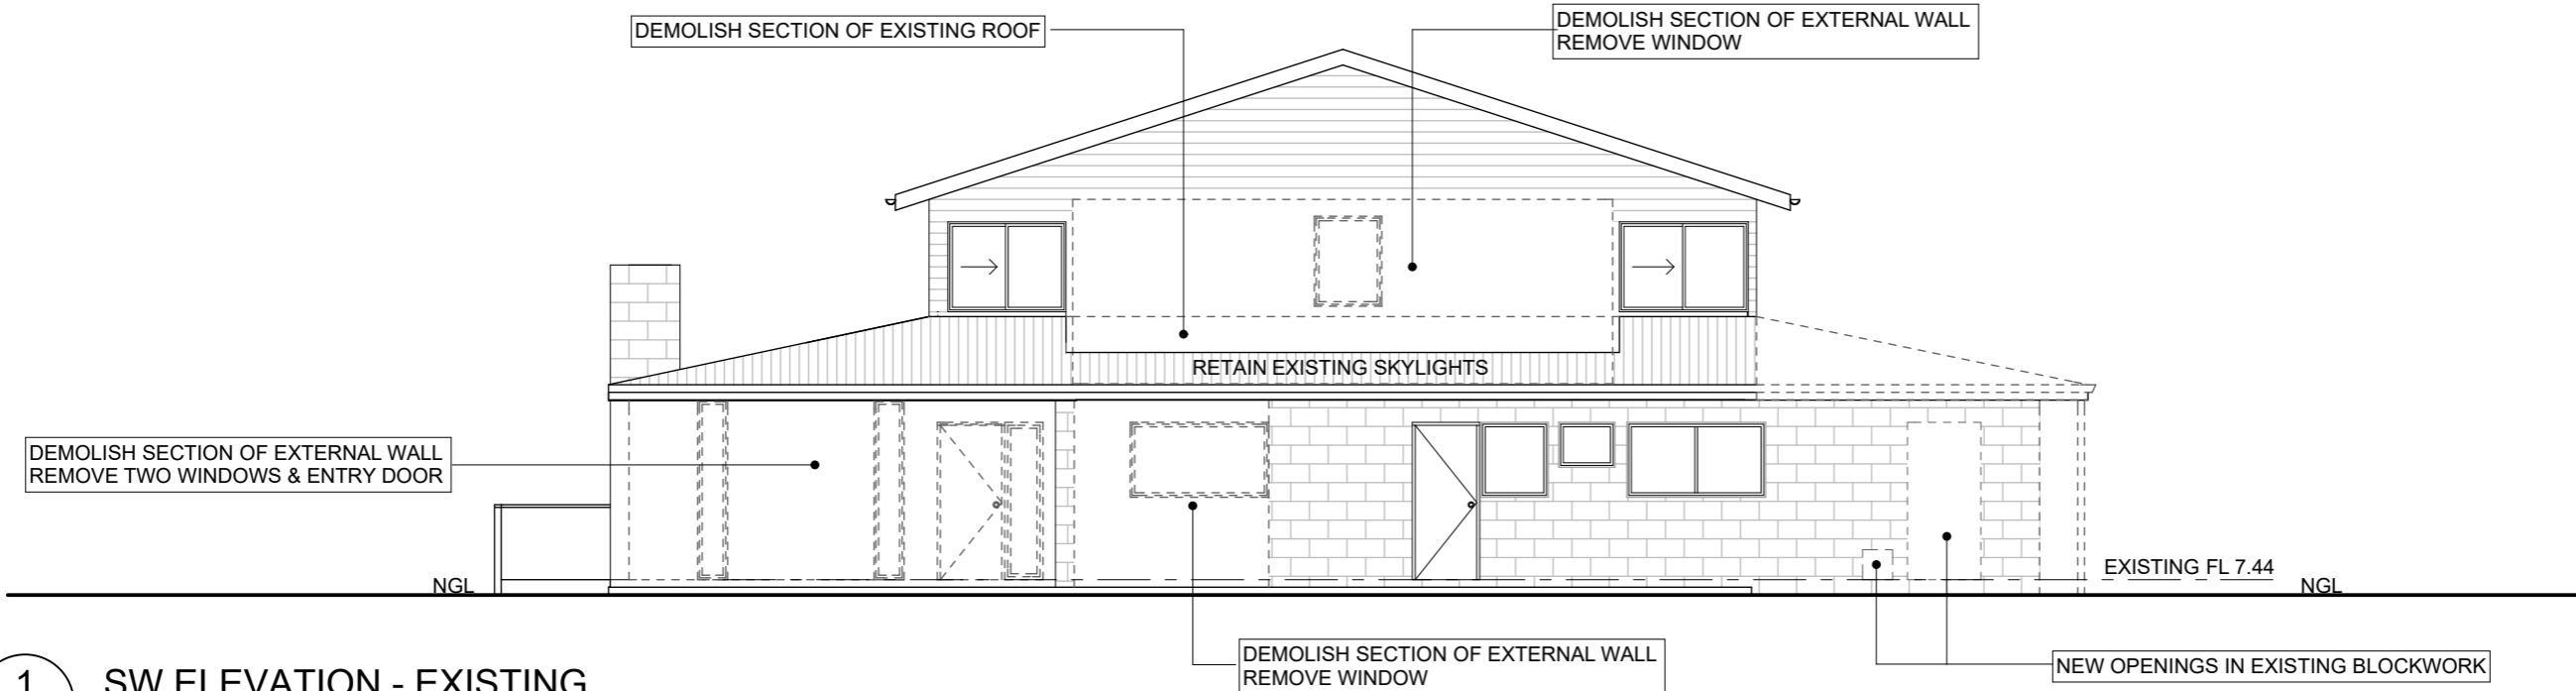 DEMOLISH SECTION OF EXISTING ROOF
DEMOLISH SECTION OF EXTERNAL WALL
REMOVE WINDOW
RETAIN EXISTING SKYLIGHTS
DEMOLISH SECTION OF EXTERNAL WALL
REMOVE TWO WINDOWS & ENTRY DOOR
EXISTING FL 7.44
NGL
NGL
DEMOLISH SECTION OF EXTERNAL WALL
REMOVE WINDOW
NEW OPENINGS IN EXISTING BLOCKWORK
1
SW ELEVATION - EXISTING